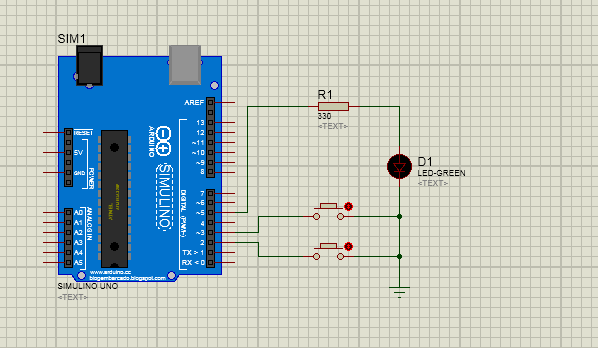 SIM1
R1
330
<TEXT>
D1
LED-GREEN
<TEXT>
AREF
13
12
~11
~10
~9
8
7
~6
~5
4
~3
2
TX > 1
RX < 0
DIGITAL (PWM~)
ARDUINO
SIMULINO
RESET
5V
GND
POWER
A0
A1
A2
A3
A4
A5
ANALOG IN
www.arduino.cc
blogembarcado.blogspot.com
SIMULINO UNO
<TEXT>